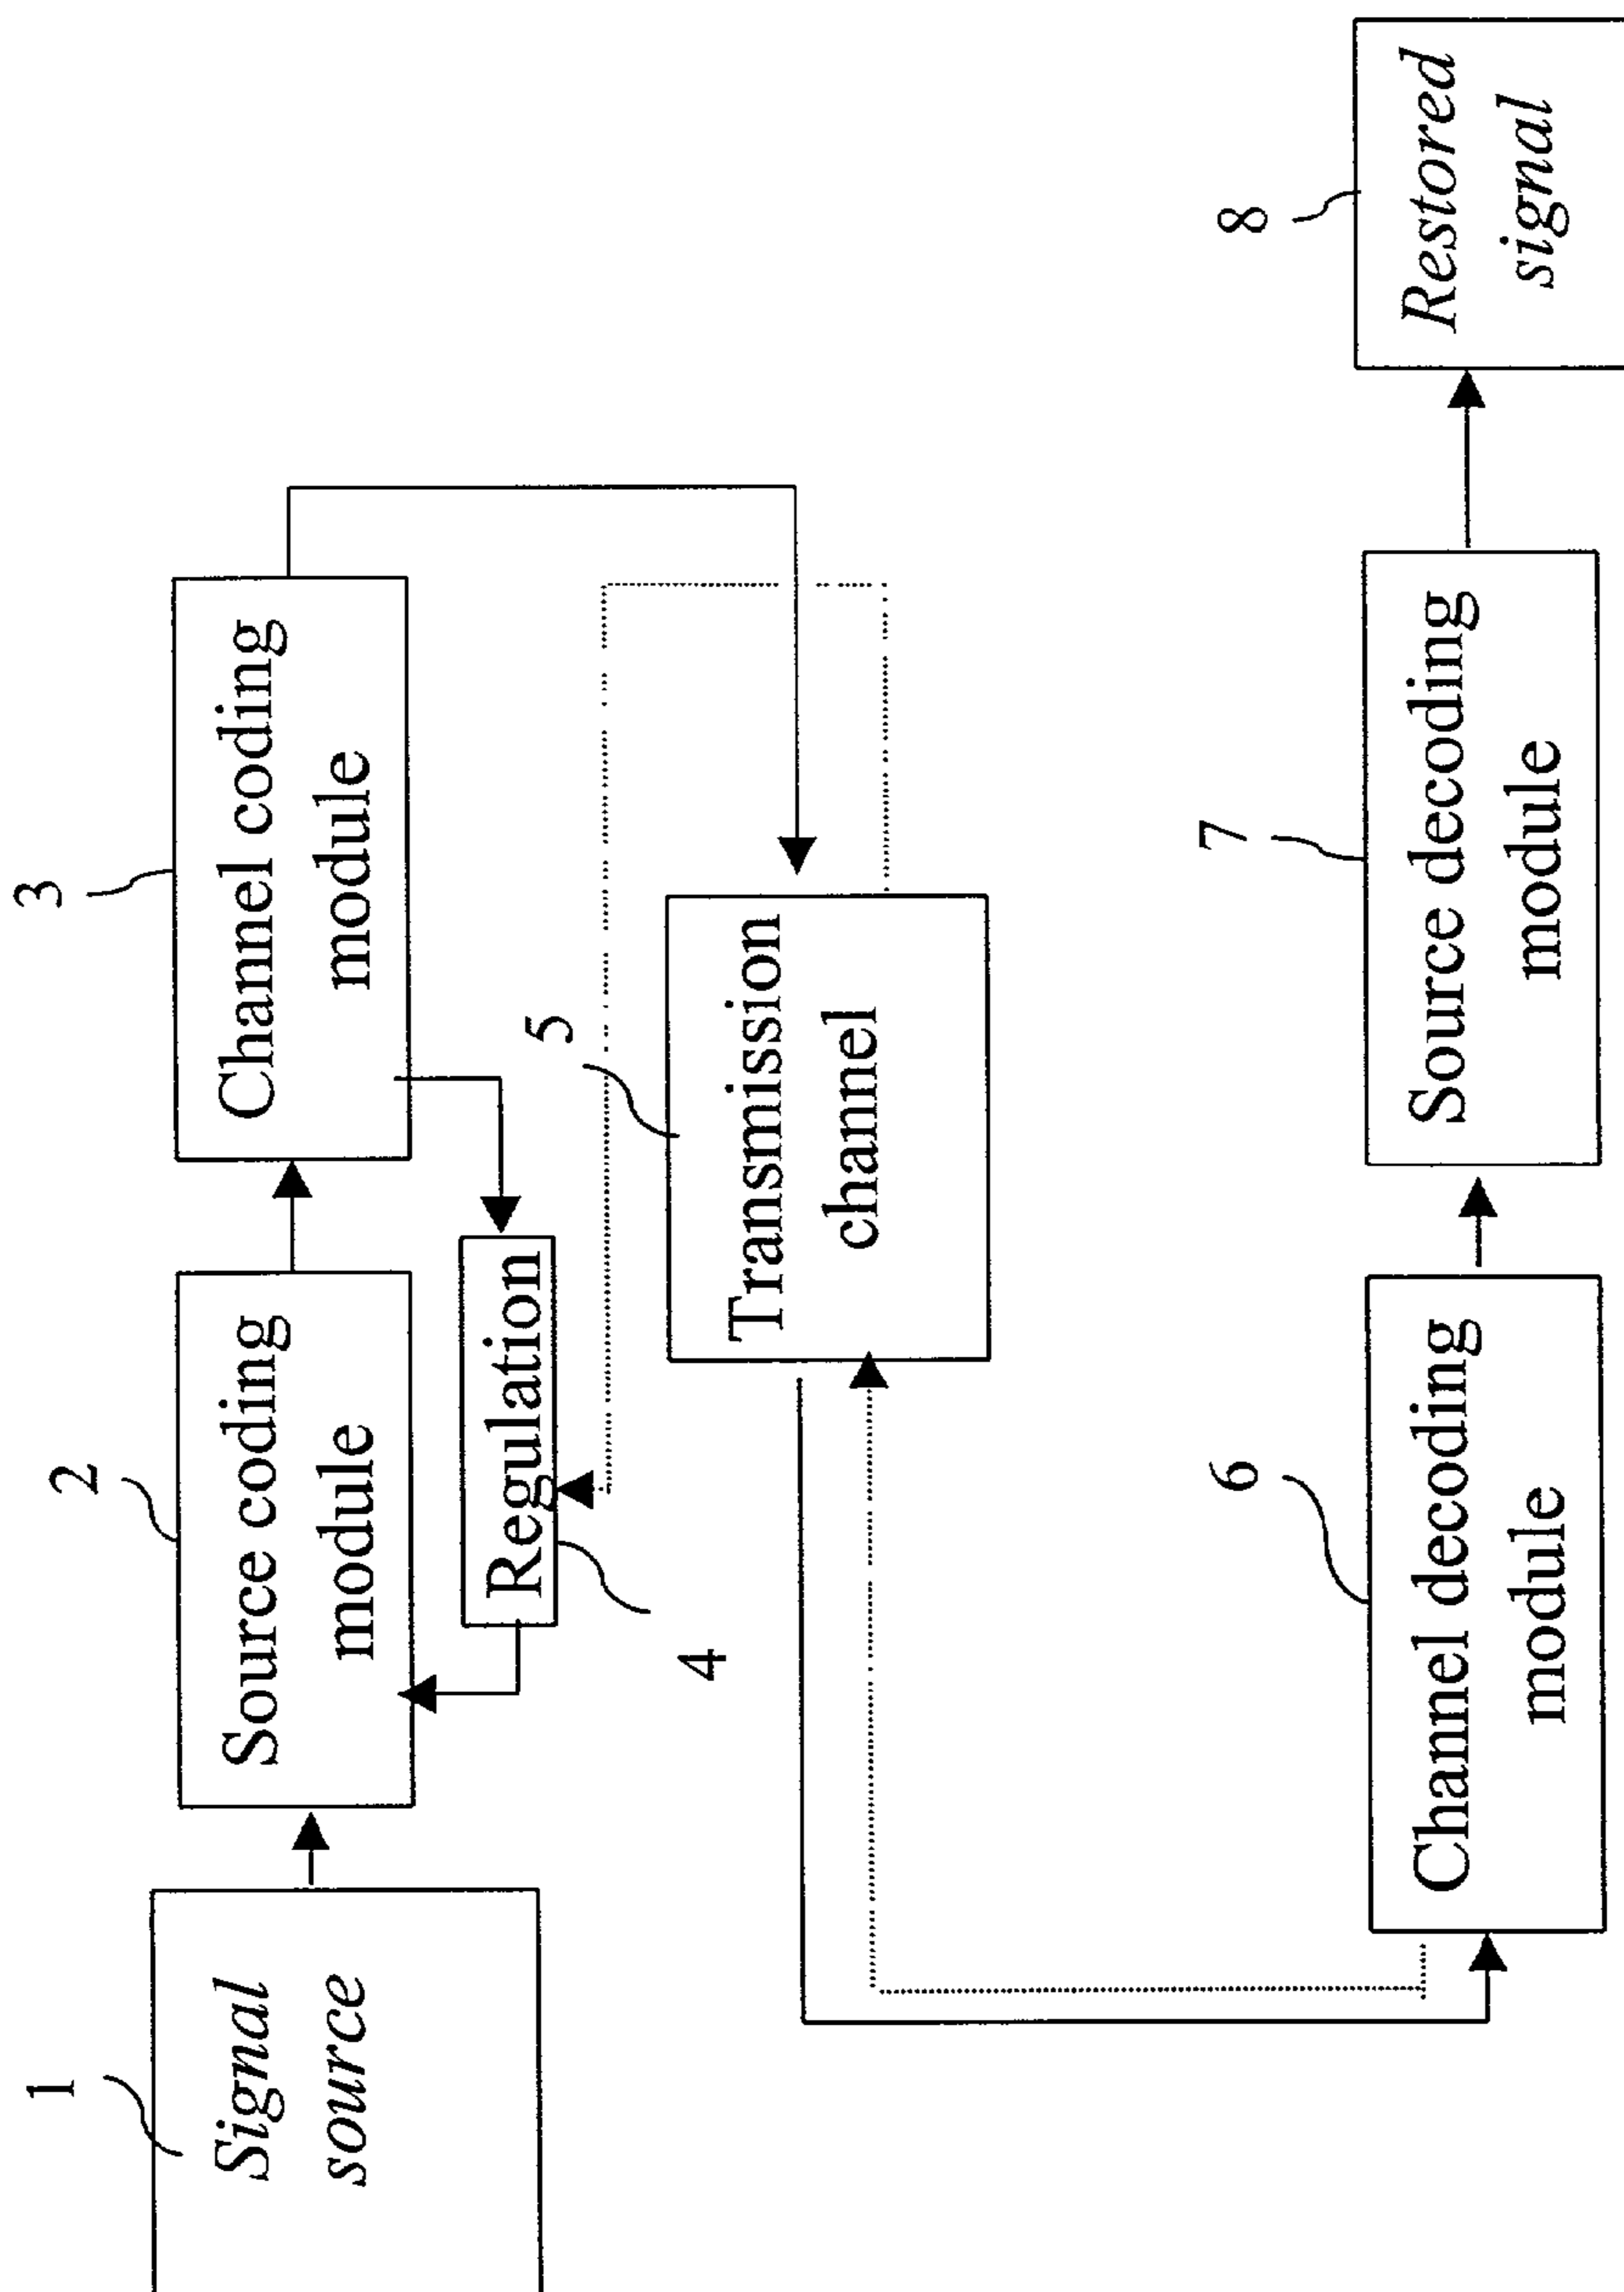 1
Signal
source
2
Source coding
module
3
Channel coding
module
Regulation
4
5
Transmission
channel
6
Channel decoding
module
7
Source decoding
module
8
Restored
signal